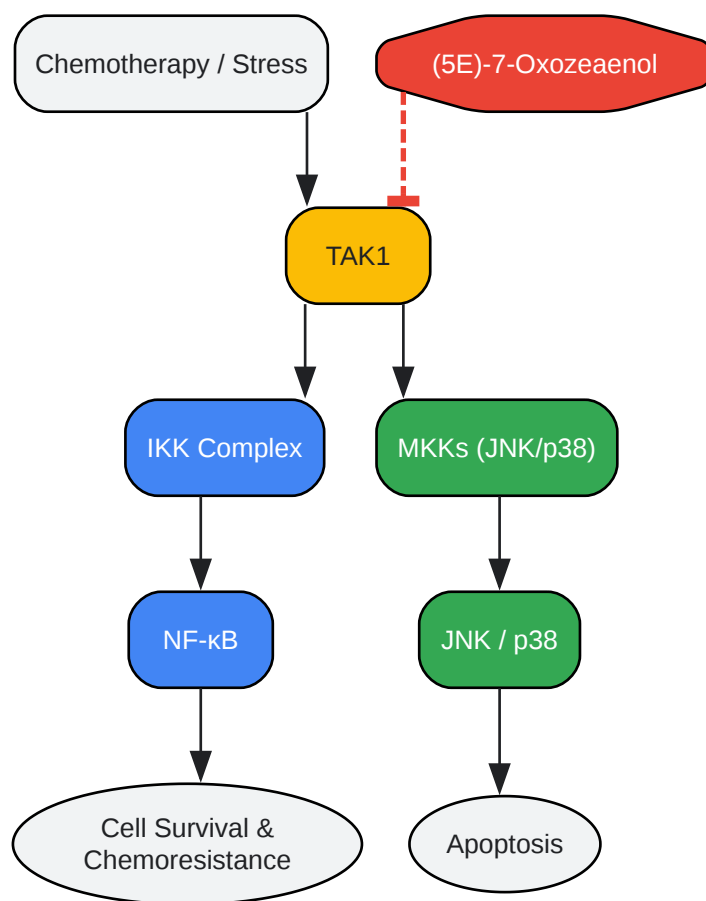 Chemotherapy / Stress
(5E)-7-Oxozeaenol
TAK1
IKK Complex
MKKs (JNK/p38)
NF-κB
JNK / p38
Cell Survival &
Chemoresistance
Apoptosis